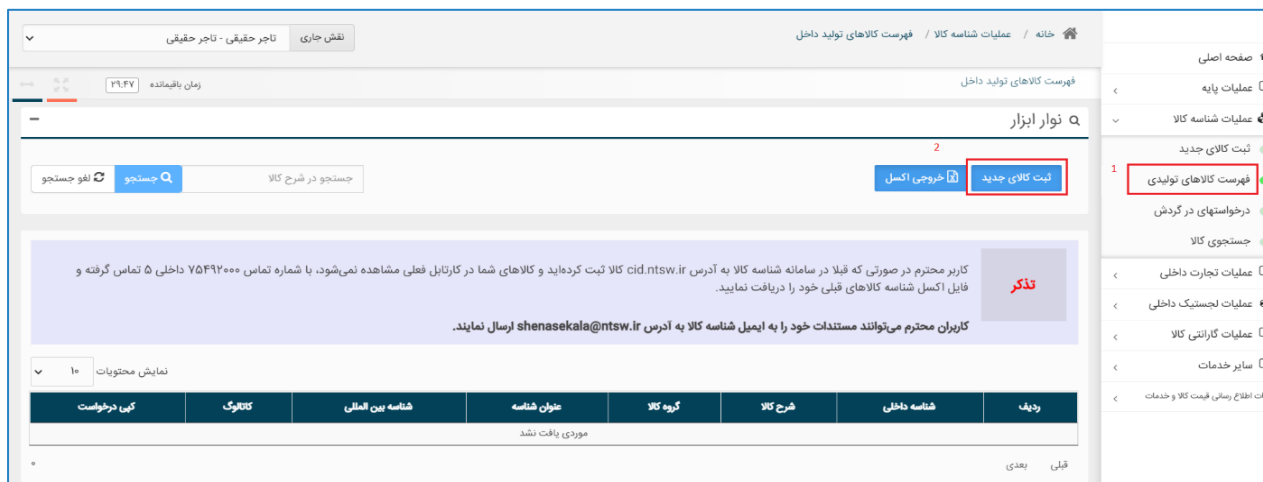 خانه / عملیات شناسه کالا / فهرست کالاهای تولید داخل
نقش جاری تاجر حقیقی - تاجر حقیقی
صفحه اصلی
عملیات پایه
عملیات شناسه کالا
ثبت کالای جدید
1
فهرست کالاهای تولیدی
درخواستهای در گردش
جستجوی کالا
عملیات تجارت داخلی
عملیات لجستیک داخلی
عملیات گارانتی کالا
سایر خدمات
اطلاع رسانی قیمت کالا و خدمات
فهرست کالاهای تولید داخل
زمان باقیمانده ۲۹:۴۷
نوار ابزار
2
ثبت کالای جدید خروجی اکسل جستجو در شرح کالا جستجو لغو جستجو
تذکر
کاربر محترم در صورتی که قبلا در سامانه شناسه کالا به آدرس cid.ntsw.ir کالا ثبت کرده‌اید و کالاهای شما در کارتابل فعلی مشاهده نمی‌شود، با شماره تماس ۷۵۴۹۲۰۰۰ داخلی ۵ تماس گرفته و
فایل اکسل شناسه کالاهای قبلی خود را دریافت نمایید.
کاربران محترم می‌توانند مستندات خود را به ایمیل شناسه کالا به آدرس shenasekala@ntsw.ir ارسال نمایند.
نمایش محتویات ۱۰
ردیف شناسه داخلی شرح کالا گروه کالا عنوان شناسه شناسه بین المللی کاتالوگ کپی درخواست
موردی یافت نشد
قبلی بعدی
۰